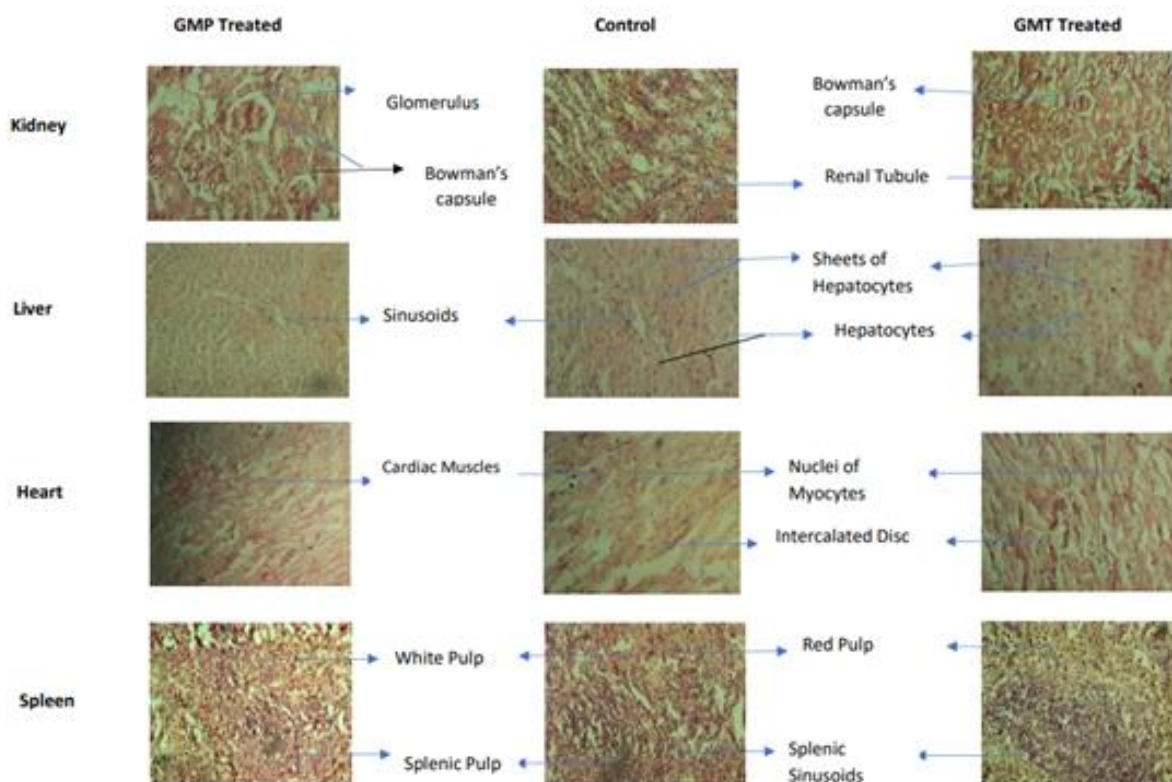 GMP Treated
Control
GMT Treated
Kidney
Glomerulus
Bowman's
capsule
Bowman's
capsule
Renal Tubule
Liver
Sinusoids
Sheets of
Hepatocytes
Hepatocytes
Heart
Cardiac Muscles
Nuclei of
Myocytes
Intercalated Disc
Spleen
White Pulp
Red Pulp
Splenic Pulp
Splenic
Sinusoids